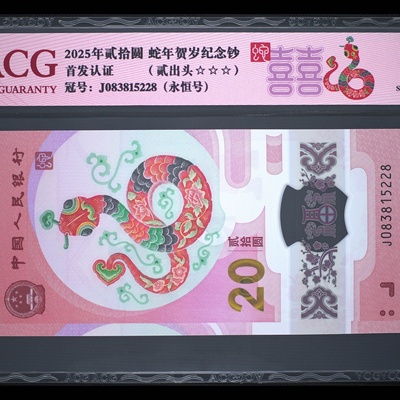 ACG
GUARANTY
2025年贰拾圆 蛇年贺岁纪念钞
首发认证 （贰出头☆☆☆）
冠号：J083815228（永恒号）
囍
中国人民银行
贰拾圆
20
J083815228